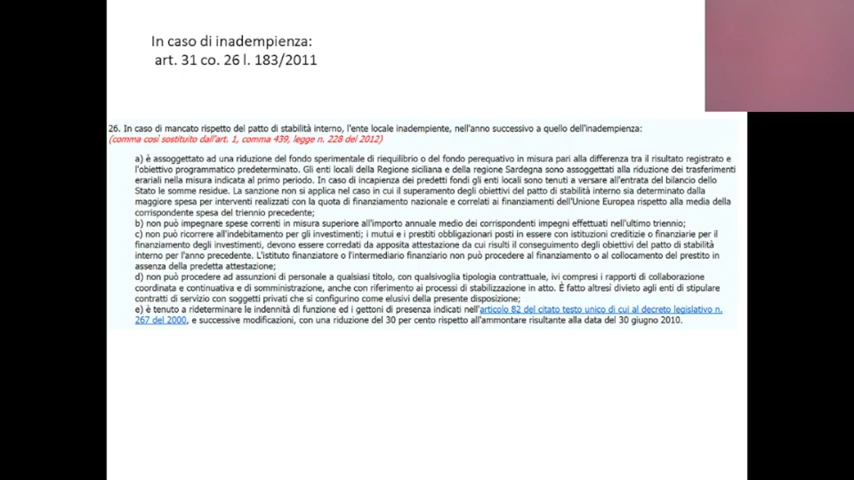 In caso di inadempienza:
art. 31 co. 26 l. 183/2011
26. In caso di mancato rispetto del patto di stabilità interno, l'ente locale inadempiente, nell'anno successivo a quello dell'inadempienza:
(comma così sostituito dall'art. 1, comma 439, legge n. 228 del 2012)
a) è assoggettato ad una riduzione del fondo sperimentale di riequilibrio o del fondo perequativo in misura pari alla differenza tra il risultato registrato e
l'obiettivo programmatico predeterminato. Gli enti locali della Regione siciliana e della regione Sardegna sono assoggettati alla riduzione dei trasferimenti
erariali nella misura indicata al primo periodo. In caso di incapienza dei predetti fondi gli enti locali sono tenuti a versare all'entrata del bilancio dello
Stato le somme residue. La sanzione non si applica nel caso in cui il superamento degli obiettivi del patto di stabilità interno sia determinato dalla
maggiore spesa per interventi realizzati con la quota di finanziamento nazionale e correlati ai finanziamenti dell'Unione Europea rispetto alla media della
corrispondente spesa del triennio precedente;
b) non può impegnare spese correnti in misura superiore all'importo annuale medio dei corrispondenti impegni effettuati nell'ultimo triennio;
c) non può ricorrere all'indebitamento per gli investimenti; i mutui e i prestiti obbligazionari posti in essere con istituzioni creditizie o finanziarie per il
finanziamento degli investimenti, devono essere corredati da apposita attestazione da cui risulti il conseguimento degli obiettivi del patto di stabilità
interno per l'anno precedente. L'istituto finanziatore o l'intermediario finanziario non può procedere al finanziamento o al collocamento del prestito in
assenza della predetta attestazione;
d) non può procedere ad assunzioni di personale a qualsiasi titolo, con qualsivoglia tipologia contrattuale, ivi compresi i rapporti di collaborazione
coordinata e continuativa e di somministrazione, anche con riferimento ai processi di stabilizzazione in atto. È fatto altresì divieto agli enti di stipulare
contratti di servizio con soggetti privati che si configurino come elusivi della presente disposizione;
e) è tenuto a rideterminare le indennità di funzione ed i gettoni di presenza indicati nell'articolo 82 del citato testo unico di cui al decreto legislativo n.
267 del 2000, e successive modificazioni, con una riduzione del 30 per cento rispetto all'ammontare risultante alla data del 30 giugno 2010.